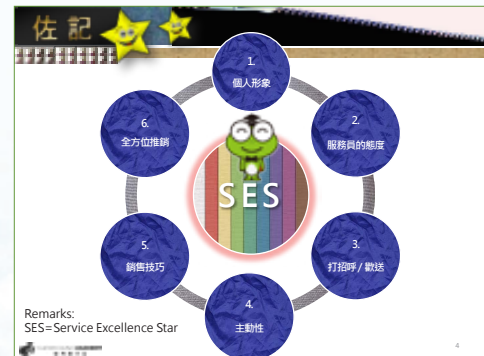 佐記
1.
個人形象
2.
服務員的態度
3.
打招呼 / 歡送
4.
主動性
5.
銷售技巧
6.
全方位推銷
SES
Remarks:
SES=Service Excellence Star
4